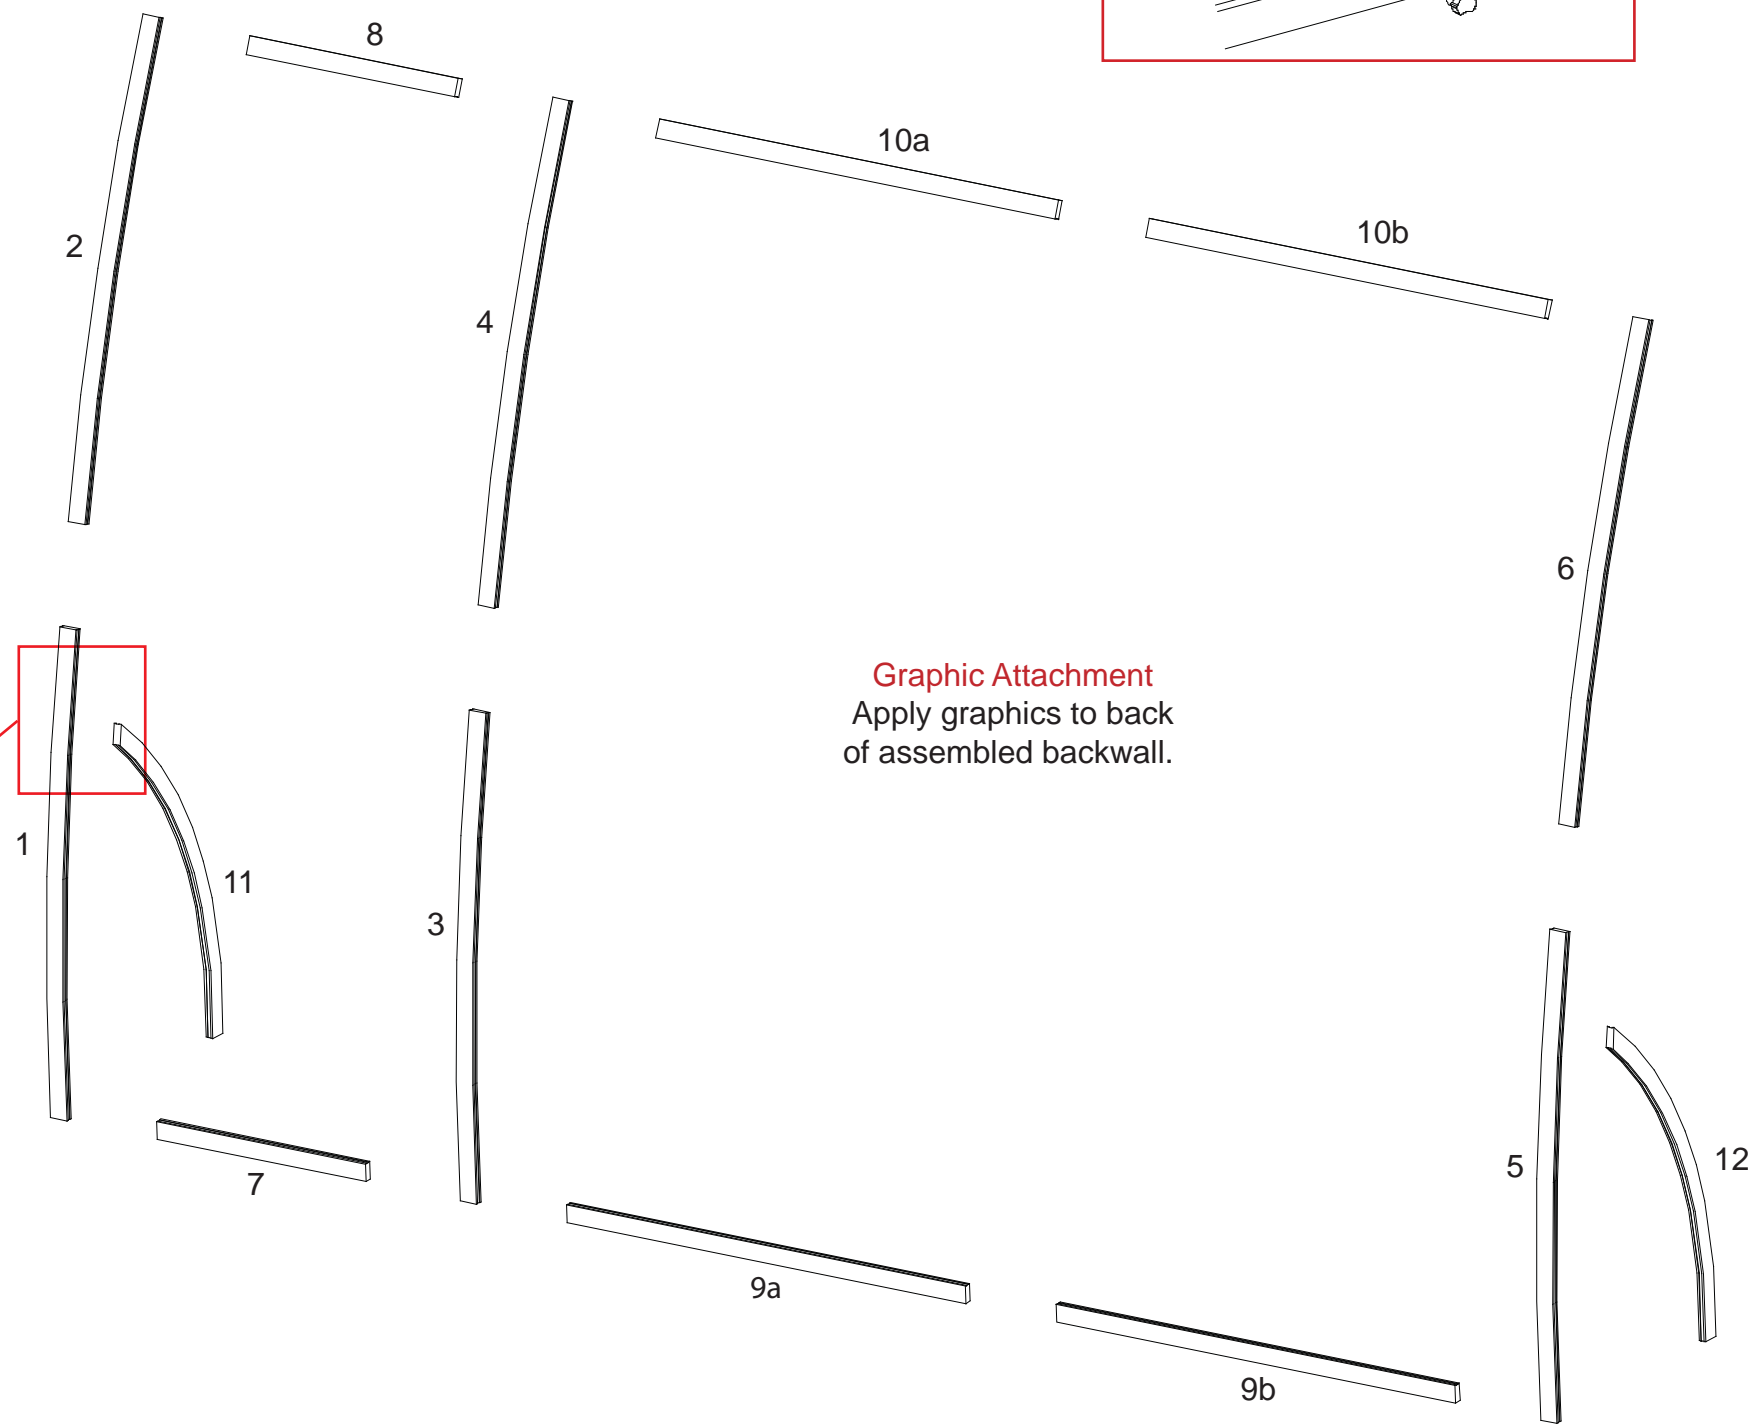 8
10a
10b
2
4
6
Graphic Attachment
Apply graphics to back
of assembled backwall.
1
11
3
5
12
7
9a
9b